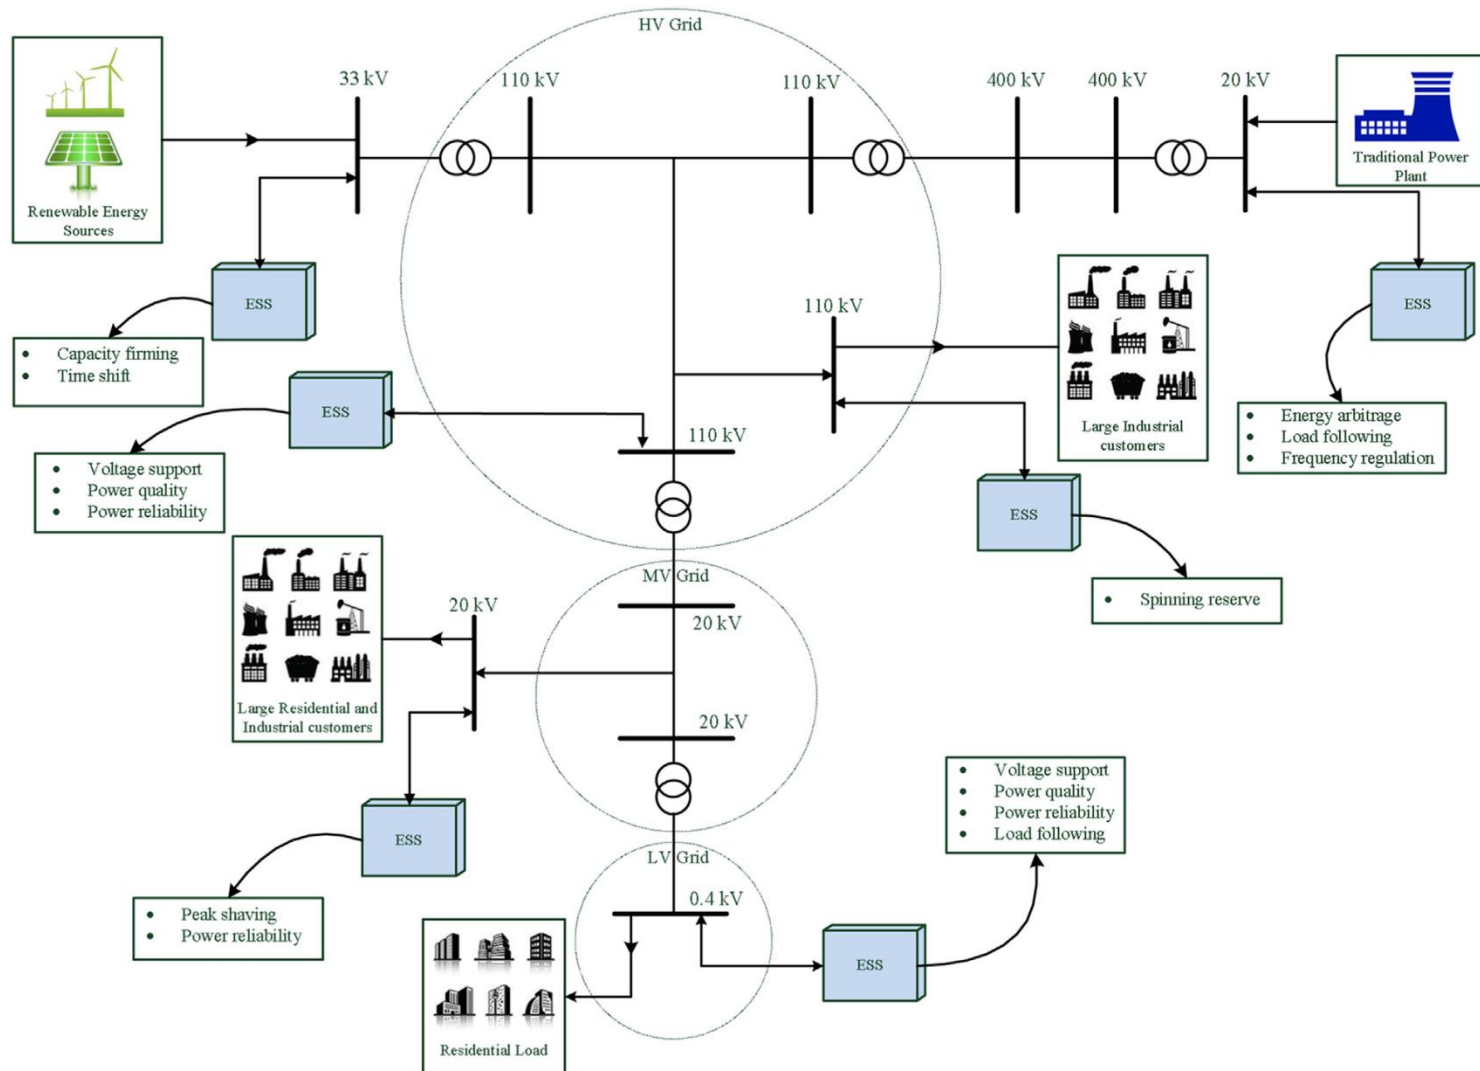 HV Grid
33 kV
110 kV
110 kV
400 kV
400 kV
20 kV
Renewable Energy
Sources
Traditional Power
Plant
ESS
• Capacity firming
• Time shift
110 kV
Large Industrial
customers
ESS
• Energy arbitrage
• Load following
• Frequency regulation
ESS
• Voltage support
• Power quality
• Power reliability
110 kV
ESS
• Spinning reserve
MV Grid
20 kV
20 kV
20 kV
Large Residential and
Industrial customers
ESS
• Peak shaving
• Power reliability
LV Grid
0.4 kV
Residential Load
ESS
• Voltage support
• Power quality
• Power reliability
• Load following